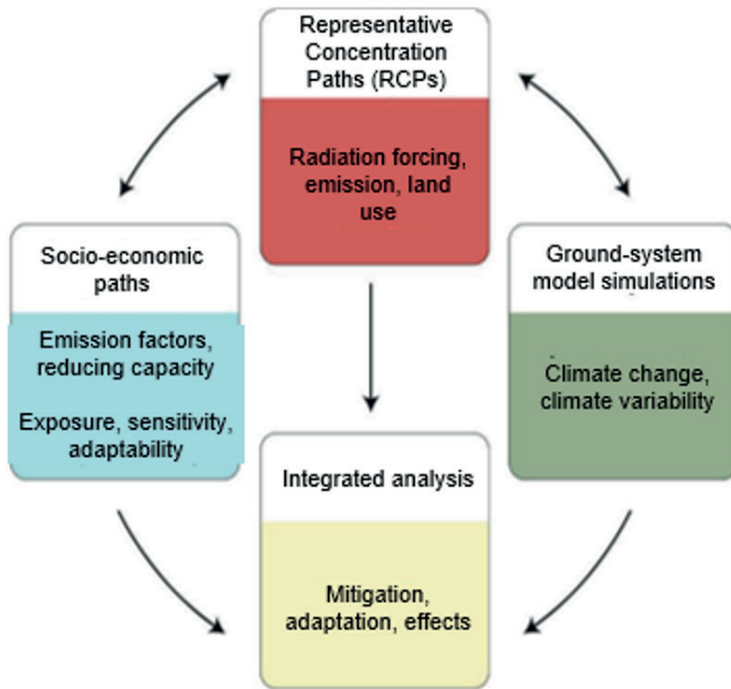 Representative
Concentration
Paths (RCPs)
Radiation forcing,
emission, land
use
Socio-economic
paths
Emission factors,
reducing capacity
Exposure, sensitivity,
adaptability
Ground-system
model simulations
Climate change,
climate variability
Integrated analysis
Mitigation,
adaptation, effects